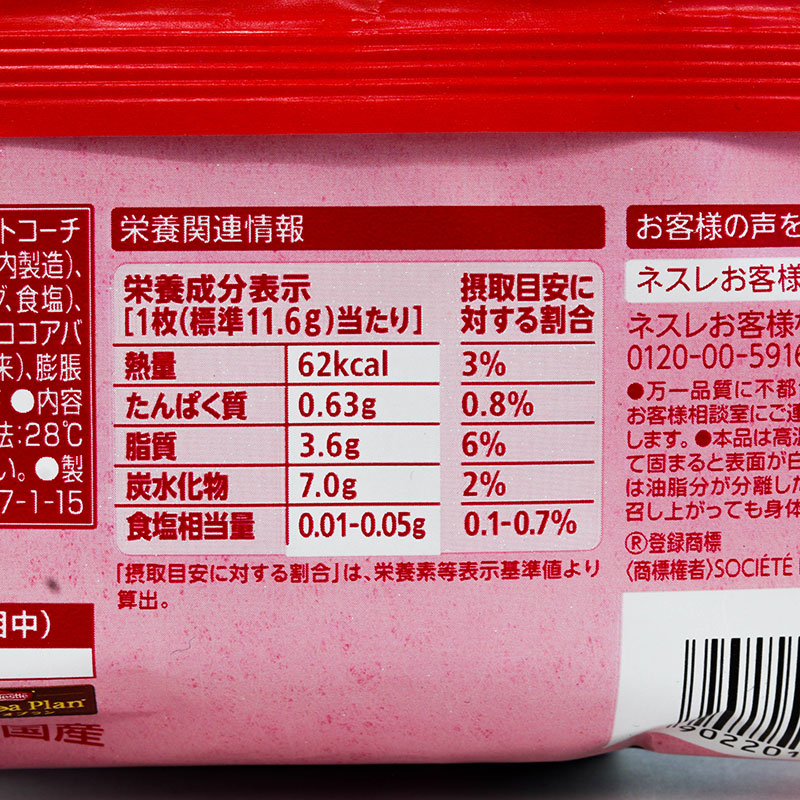 トコーチ
内製造)、
食塩)、
ココアバ
来)、膨脹
●内容
法:28℃
い。●製
7-1-15
目中)
Plan
国産
栄養関連情報
栄養成分表示
[1枚(標準11.6g)当たり]
摂取目安に
対する割合
熱量 62kcal 3%
たんぱく質 0.63g 0.8%
脂質 3.6g 6%
炭水化物 7.0g 2%
食塩相当量 0.01-0.05g 0.1-0.7%
「摂取目安に対する割合」は、栄養素等表示基準値より
算出。
お客様の声を
ネスレお客様
ネスレお客様
0120-00-5916
●万一品質に不都
お客様相談室にご連
します。●本品は高温
て固まると表面が白
は油脂分が分離した
召し上がっても身体
®登録商標
〈商標権者〉SOCIÉTÉ
902201